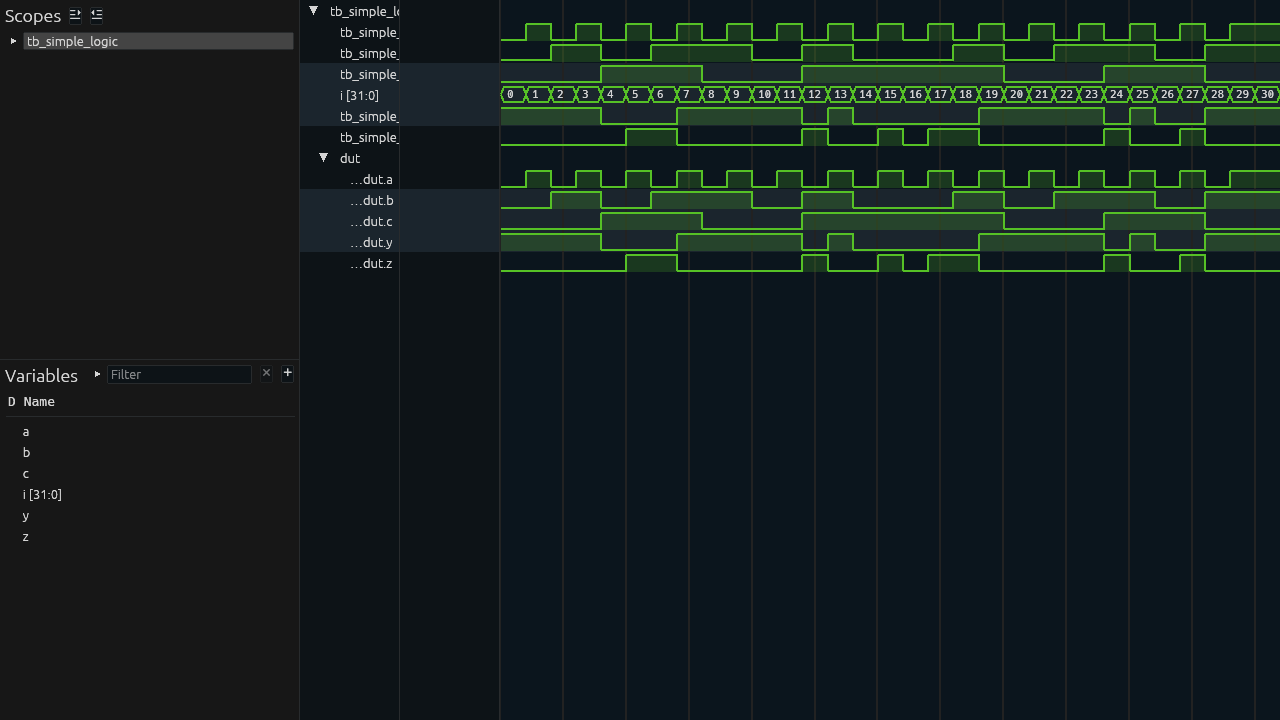 Scopes
tb_simple_logic
Variables
Filter
D Name
a
b
c
i [31:0]
y
z
tb_simple_lo
tb_simple_
tb_simple_
tb_simple_
i [31:0]
tb_simple_
tb_simple_
dut
...dut.a
...dut.b
...dut.c
...dut.y
...dut.z
0 1 2 3 4 5 6 7 8 9 10 11 12 13 14 15 16 17 18 19 20 21 22 23 24 25 26 27 28 29 30